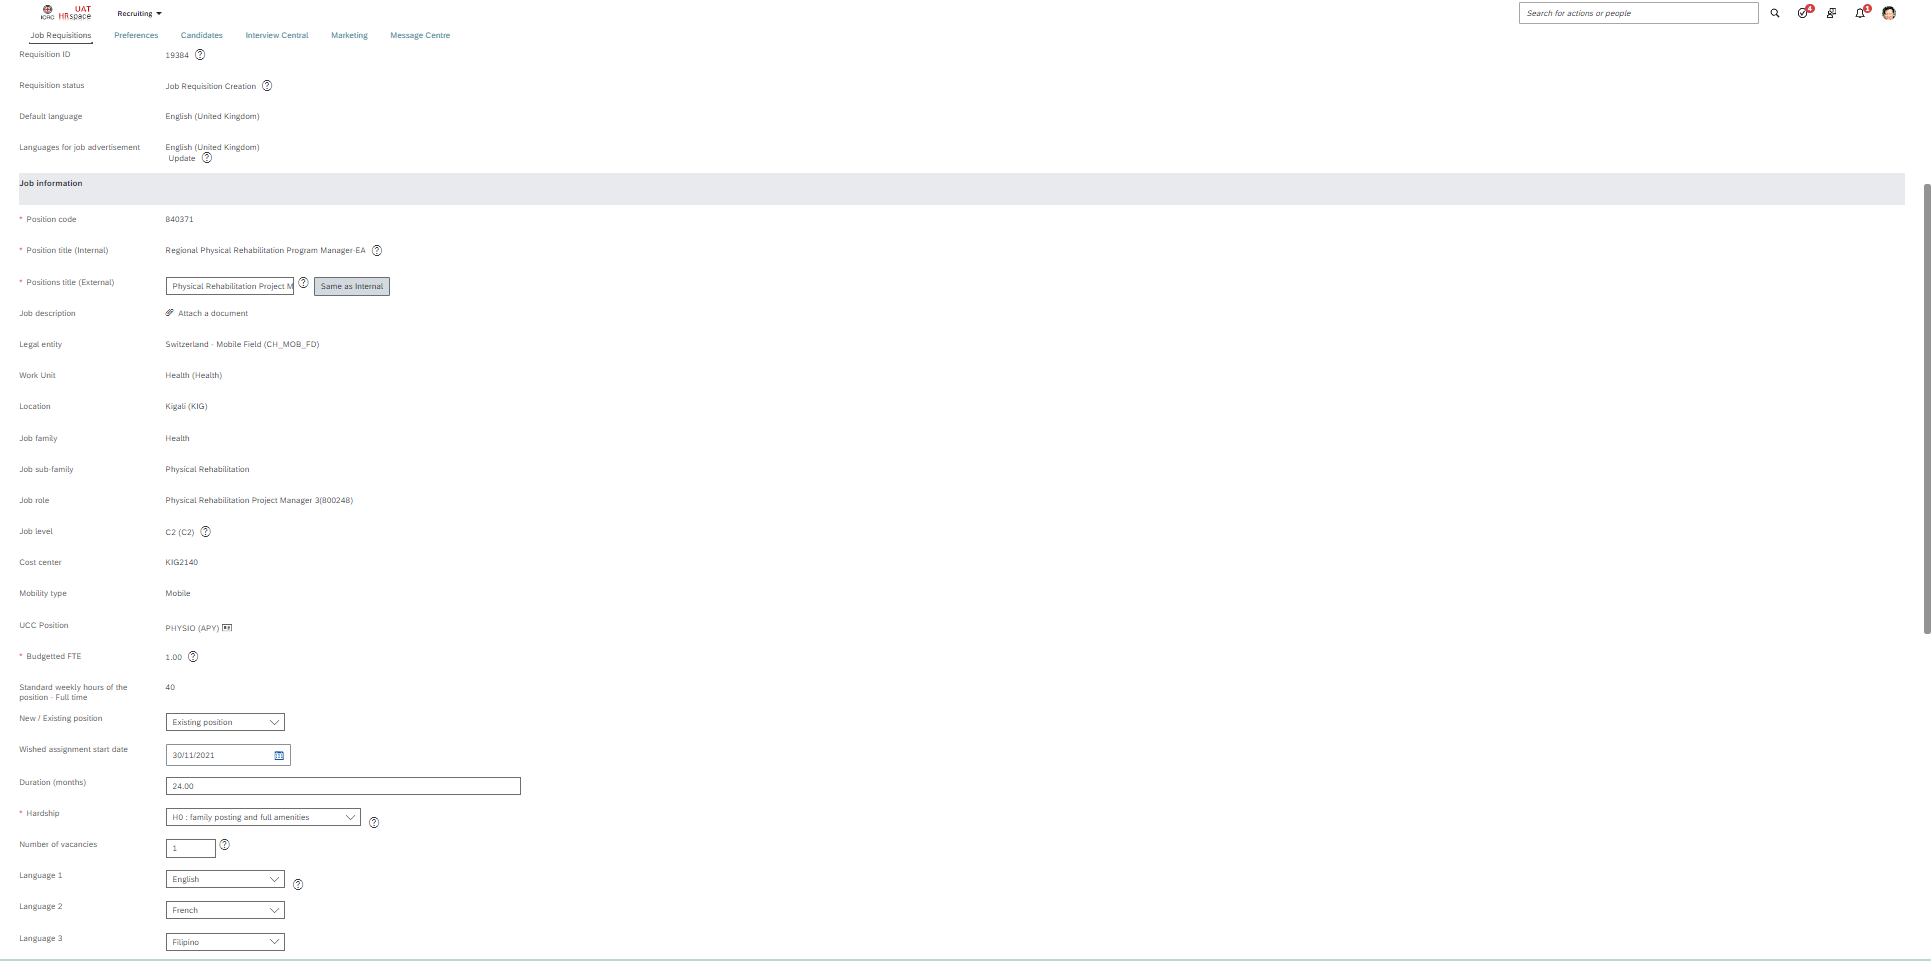 ICRC UAT HRspace Recruiting Search for actions or people 4 1
Job Requisitions Preferences Candidates Interview Central Marketing Message Centre
Requisition ID 19384
Requisition status Job Requisition Creation
Default language English (United Kingdom)
Languages for job advertisement English (United Kingdom)
Update
Job information
* Position code 840371
* Position title (Internal) Regional Physical Rehabilitation Program Manager-EA
* Positions title (External) Physical Rehabilitation Project M Same as Internal
Job description Attach a document
Legal entity Switzerland - Mobile Field (CH_MOB_FD)
Work Unit Health (Health)
Location Kigali (KIG)
Job family Health
Job sub-family Physical Rehabilitation
Job role Physical Rehabilitation Project Manager 3(800248)
Job level C2 (C2)
Cost center KIG2140
Mobility type Mobile
UCC Position PHYSIO (APY)
* Budgetted FTE 1.00
Standard weekly hours of the position - Full time 40
New / Existing position Existing position
Wished assignment start date 30/11/2021
Duration (months) 24.00
* Hardship H0 : family posting and full amenities
Number of vacancies 1
Language 1 English
Language 2 French
Language 3 Filipino